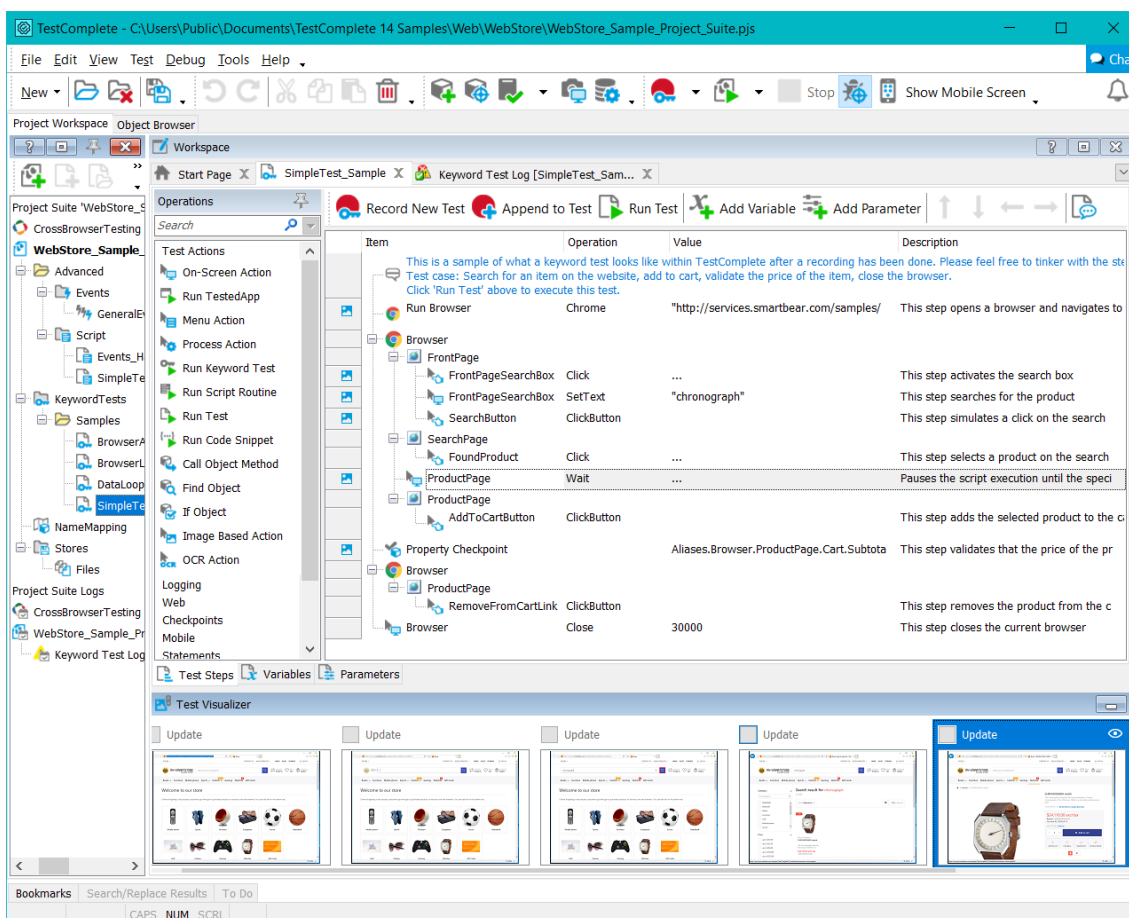 TestComplete - C:\Users\Public\Documents\TestComplete 14 Samples\Web\WebStore\WebStore_Sample_Project_Suite.pjs
File Edit View Test Debug Tools Help
Cha
New Stop Show Mobile Screen
Project Workspace Object Browser
Workspace
Start Page X SimpleTest_Sample X Keyword Test Log [SimpleTest_Sam... X
Project Suite 'WebStore_S
CrossBrowserTesting
WebStore_Sample_
Advanced
Events
GeneralEv
Script
Events_H
SimpleTe
KeywordTests
Samples
BrowserA
BrowserL
DataLoop
SimpleTe
NameMapping
Stores
Files
Project Suite Logs
CrossBrowserTesting
WebStore_Sample_Pr
Keyword Test Log
Operations
Search
Test Actions
On-Screen Action
Run TestedApp
Menu Action
Process Action
Run Keyword Test
Run Script Routine
Run Test
Run Code Snippet
Call Object Method
Find Object
If Object
Image Based Action
OCR Action
Logging
Web
Checkpoints
Mobile
Statements
Record New Test Append to Test Run Test Add Variable Add Parameter
Item Operation Value Description
This is a sample of what a keyword test looks like within TestComplete after a recording has been done. Please feel free to tinker with the ste
Test case: Search for an item on the website, add to cart, validate the price of the item, close the browser.
Click 'Run Test' above to execute this test.
Run Browser Chrome "http://services.smartbear.com/samples/ This step opens a browser and navigates to
Browser
FrontPage
FrontPageSearchBox Click ... This step activates the search box
FrontPageSearchBox SetText "chronograph" This step searches for the product
SearchButton ClickButton This step simulates a click on the search
SearchPage
FoundProduct Click ... This step selects a product on the search
ProductPage Wait ... Pauses the script execution until the speci
ProductPage
AddToCartButton ClickButton This step adds the selected product to the ca
Property Checkpoint Aliases.Browser.ProductPage.Cart.Subtota This step validates that the price of the pr
Browser
ProductPage
RemoveFromCartLink ClickButton This step removes the product from the c
Browser Close 30000 This step closes the current browser
Test Steps Variables Parameters
Test Visualizer
Update Update Update Update Update
Welcome to our store Welcome to our store Welcome to our store
Bookmarks Search/Replace Results To Do
CAPS NUM SCRL